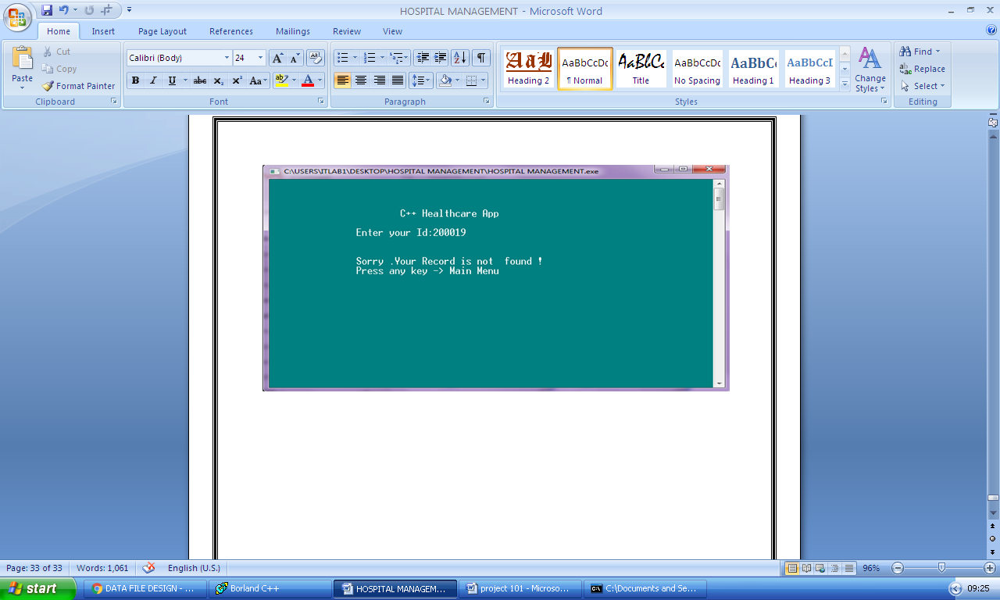 HOSPITAL MANAGEMENT - Microsoft Word
Home Insert Page Layout References Mailings Review View
Paste
Cut
Copy
Format Painter
Clipboard
Calibri (Body) 24
Font
Paragraph
AaB AaBbCcDc AaBbCc AaBbCcDc AaBbCc AaBbCcI
Heading 2 ¶ Normal Title No Spacing Heading 1 Heading 3
Change
Styles
Styles
Find
Replace
Select
Editing
C:\USERS\ITLAB1\DESKTOP\HOSPITAL MANAGEMENT\HOSPITAL MANAGEMENT.exe
C++ Healthcare App
Enter your Id:200019
Sorry .Your Record is not  found !
Press any key -> Main Menu
Page: 33 of 33 Words: 1,061 English (U.S.) 96%
start DATA FILE DESIGN - ... Borland C++ HOSPITAL MANAGEM... project 101 - Microso... C:\Documents and Se... 09:25